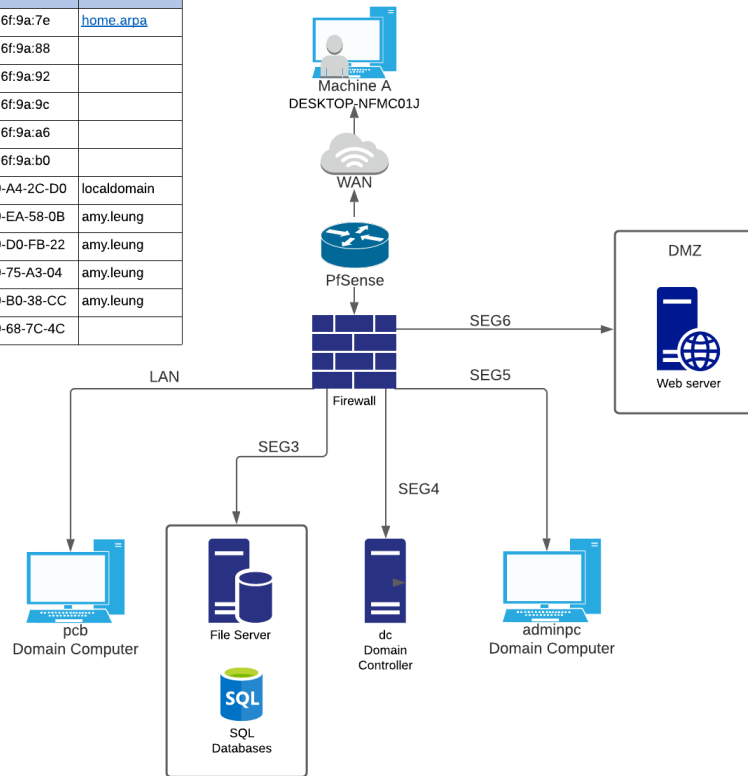 6f:9a:7e home.arpa
6f:9a:88
6f:9a:92
6f:9a:9c
6f:9a:a6
6f:9a:b0
-A4-2C-D0 localdomain
-EA-58-0B amy.leung
-D0-FB-22 amy.leung
-75-A3-04 amy.leung
-B0-38-CC amy.leung
-68-7C-4C
Machine A
DESKTOP-NFMC01J
WAN
PfSense
DMZ
SEG6
Web server
LAN
SEG5
Firewall
SEG3
SEG4
pcb
Domain Computer
File Server
SQL
SQL
Databases
dc
Domain
Controller
adminpc
Domain Computer